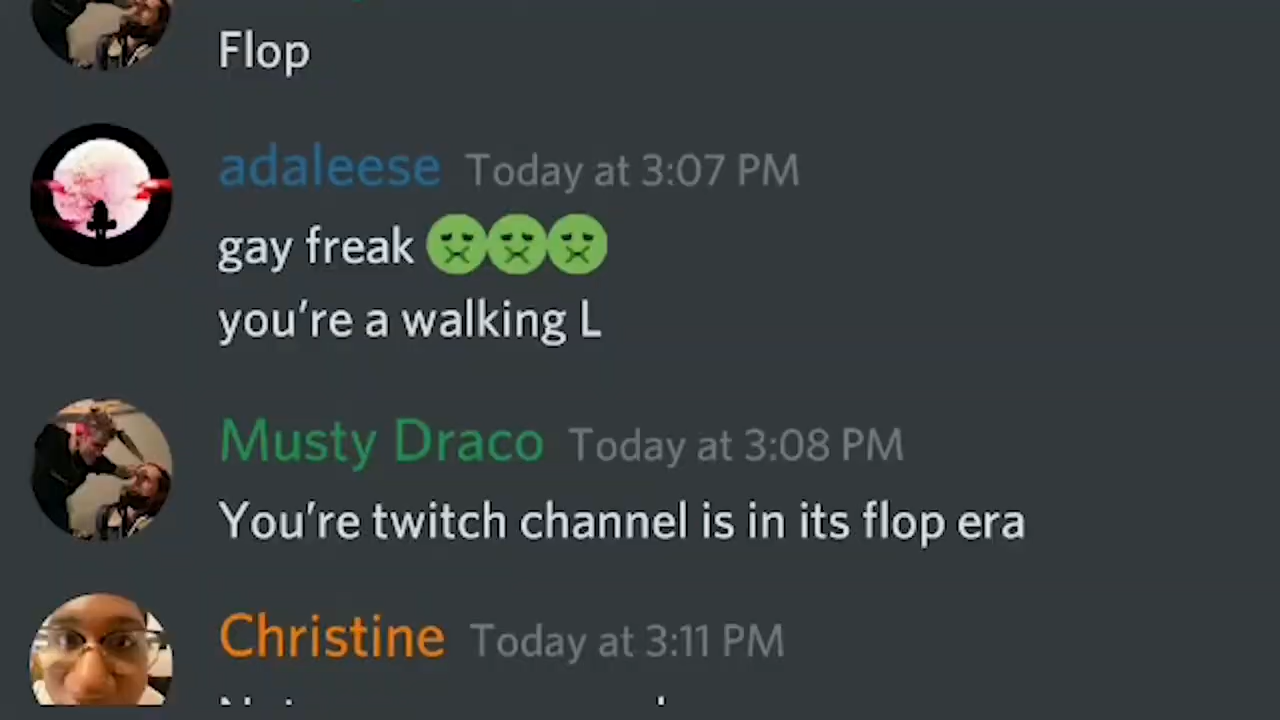 Flop
adaleese Today at 3:07 PM
gay freak 🤢🤢🤢
you're a walking L
Musty Draco Today at 3:08 PM
You're twitch channel is in its flop era
Christine Today at 3:11 PM